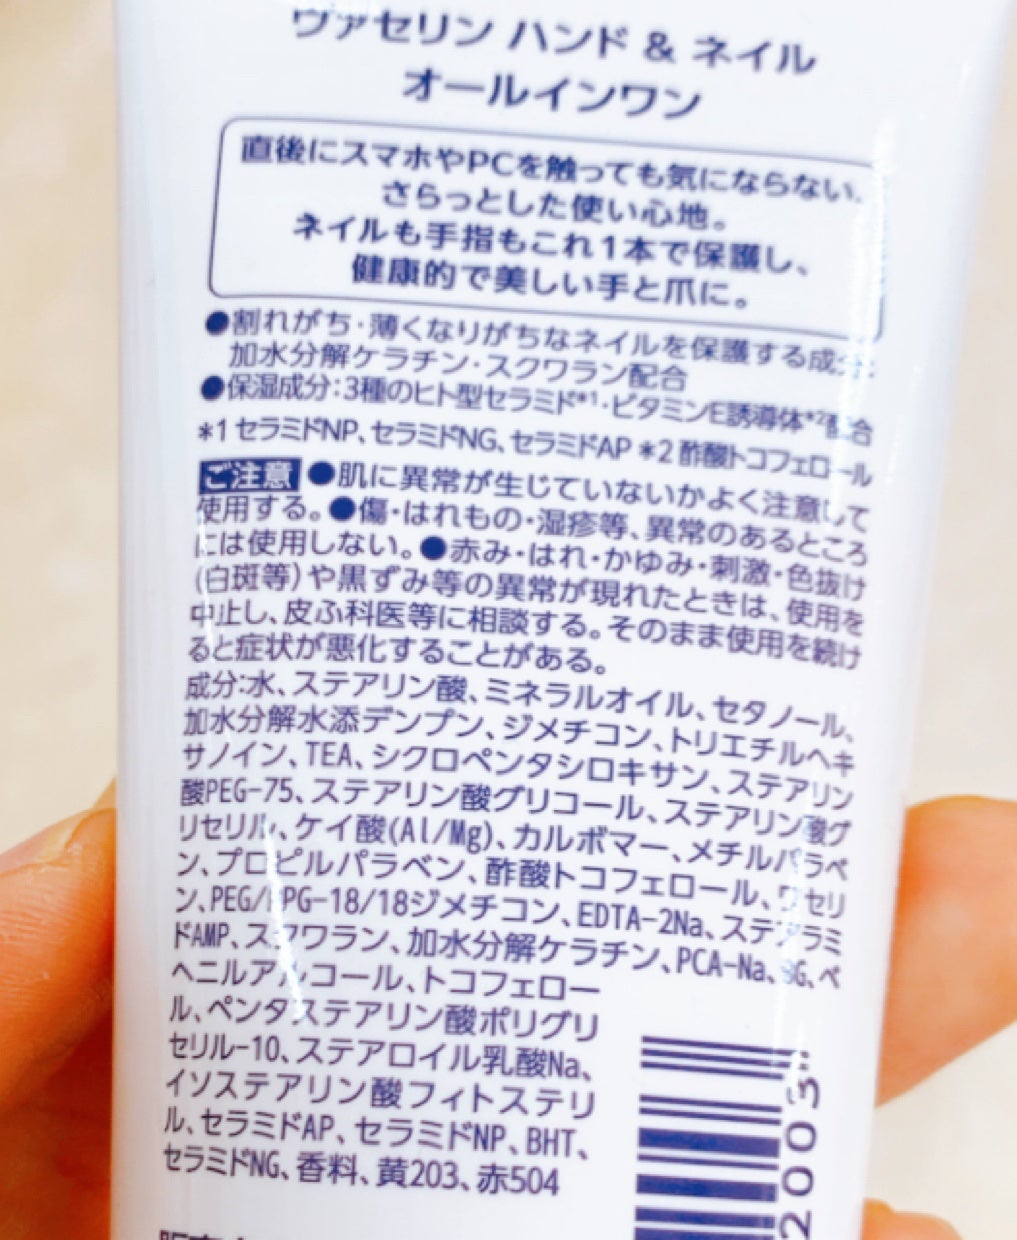 ヴァセリン ハンド & ネイル
オールインワン
直後にスマホやPCを触っても気にならない、
さらっとした使い心地。
ネイルも手指もこれ1本で保護し、
健康的で美しい手と爪に。
●割れがち・薄くなりがちなネイルを保護する成分:
加水分解ケラチン・スクワラン配合
●保湿成分:3種のヒト型セラミド*1・ビタミンE誘導体*2配合
*1 セラミドNP、セラミドNG、セラミドAP *2 酢酸トコフェロール
ご注意 ●肌に異常が生じていないかよく注意して
使用する。●傷・はれもの・湿疹等、異常のあるところ
には使用しない。●赤み・はれ・かゆみ・刺激・色抜け
(白斑等)や黒ずみ等の異常が現れたときは、使用を
中止し、皮ふ科医等に相談する。そのまま使用を続け
ると症状が悪化することがある。
成分:水、ステアリン酸、ミネラルオイル、セタノール、
加水分解水添デンプン、ジメチコン、トリエチルヘキ
サノイン、TEA、シクロペンタシロキサン、ステアリン
酸PEG-75、ステアリン酸グリコール、ステアリン酸グ
リセリル、ケイ酸(Al/Mg)、カルボマー、メチルパラベ
ン、プロピルパラベン、酢酸トコフェロール、ワセリ
ン、PEG/PPG-18/18ジメチコン、EDTA-2Na、ステアラミ
ドAMP、スクワラン、加水分解ケラチン、PCA-Na、BG、ベ
ヘニルアルコール、トコフェロー
ル、ペンタステアリン酸ポリグリ
セリル-10、ステアロイル乳酸Na、
イソステアリン酸フィトステリ
ル、セラミドAP、セラミドNP、BHT、
セラミドNG、香料、黄203、赤504
2003